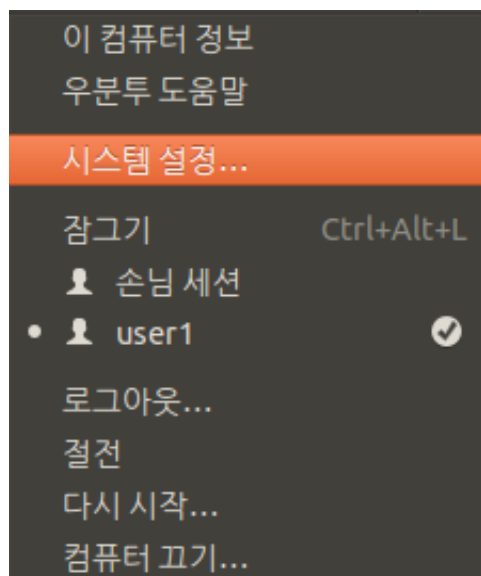 이 컴퓨터 정보
우분투 도움말
시스템 설정...
잠그기 Ctrl+Alt+L
손님 세션
user1
로그아웃...
절전
다시 시작...
컴퓨터 끄기...